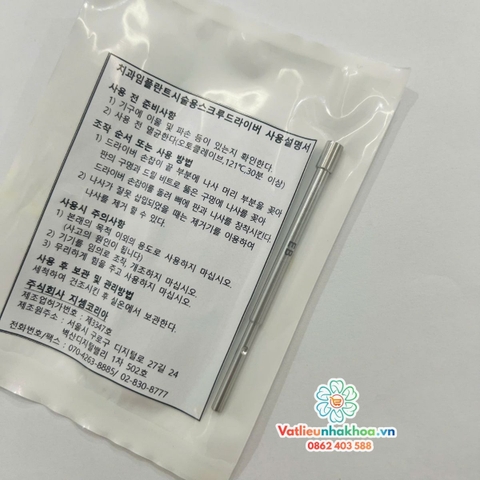 지과임플란트시술용스크루드라이버 사용설명서
사용 전 준비사항
1) 기구에 이물 및 파손 등이 있는지 확인한다.
2) 사용 전 멸균한다(오토클레이브,121℃,30분 이상)
조작 순서 또는 사용 방법
1) 드라이버 손잡이 끝 부분에 나사 머리 부분을 꽂아
판의 구멍과 드릴 비트로 뚫은 구멍에 나사를 꽂아
드라이버 손잡이를 돌려 뼈에 판과 나사를 장착시킨다.
2) 나사가 잘못 삽입되었을 때는 제거기를 이용하여
나사를 제거 할 수 있다.
사용시 주의사항
1) 본래의 목적 이외의 용도로 사용하지 마십시오.
(사고의 원인이 됩니다)
2) 기기를 임의로 조작 개조하지 마십시오.
3) 무리하게 힘을 주고 사용하지 마십시오.
사용 후 보관 및 관리방법
세척하여 건조시킨 후 실온에서 보관한다.
주식회사 지셀코리아
제조업허가번호 : 제3347호
제조원주소 : 서울시 구로구 디지털로 27길 24
벽산디지털밸리 1차 502호
전화번호/팩스 : 070-4263-8885/ 02-830-8777
Vatlieunhakhoa.vn
0862 403 588